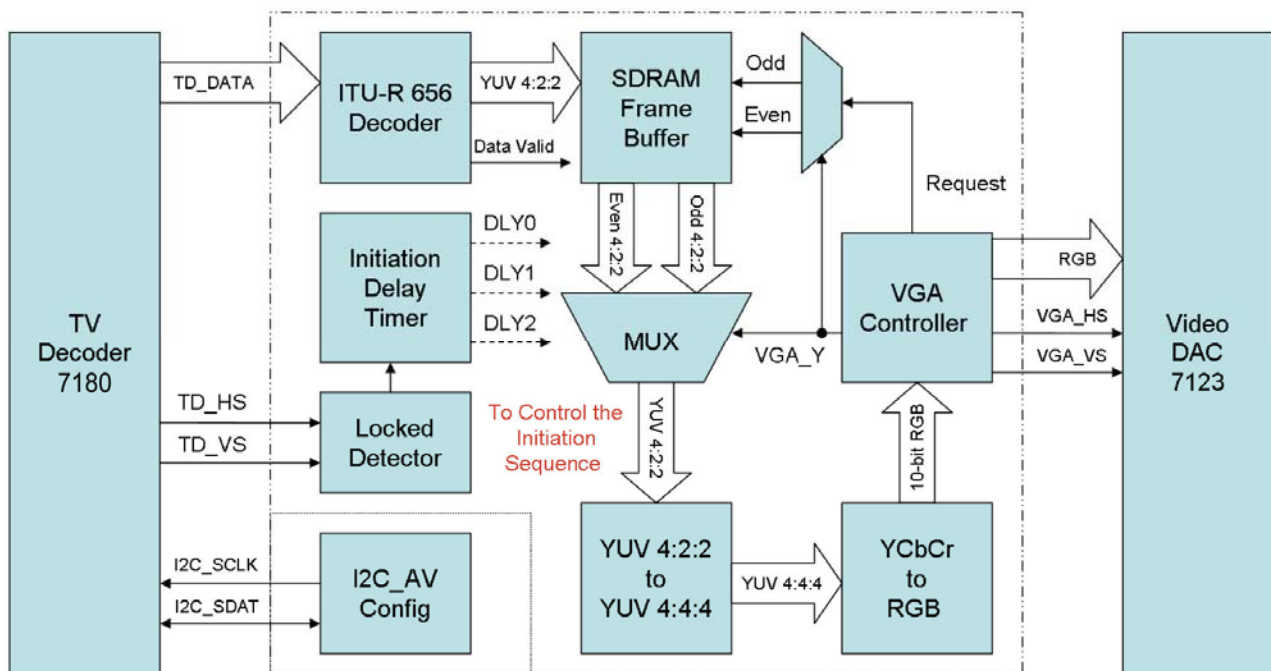 TV
Decoder
7180
TD_DATA
ITU-R 656
Decoder
YUV 4:2:2
Data Valid
SDRAM
Frame
Buffer
Odd
Even
Request
Even 4:2:2
Odd 4:2:2
Initiation
Delay
Timer
DLY0
DLY1
DLY2
MUX
VGA_Y
VGA
Controller
RGB
VGA_HS
VGA_VS
Video
DAC
7123
TD_HS
TD_VS
Locked
Detector
To Control the
Initiation
Sequence
YUV 4:2:2
10-bit RGB
I2C_SCLK
I2C_SDAT
I2C_AV
Config
YUV 4:2:2
to
YUV 4:4:4
YUV 4:4:4
YCbCr
to
RGB